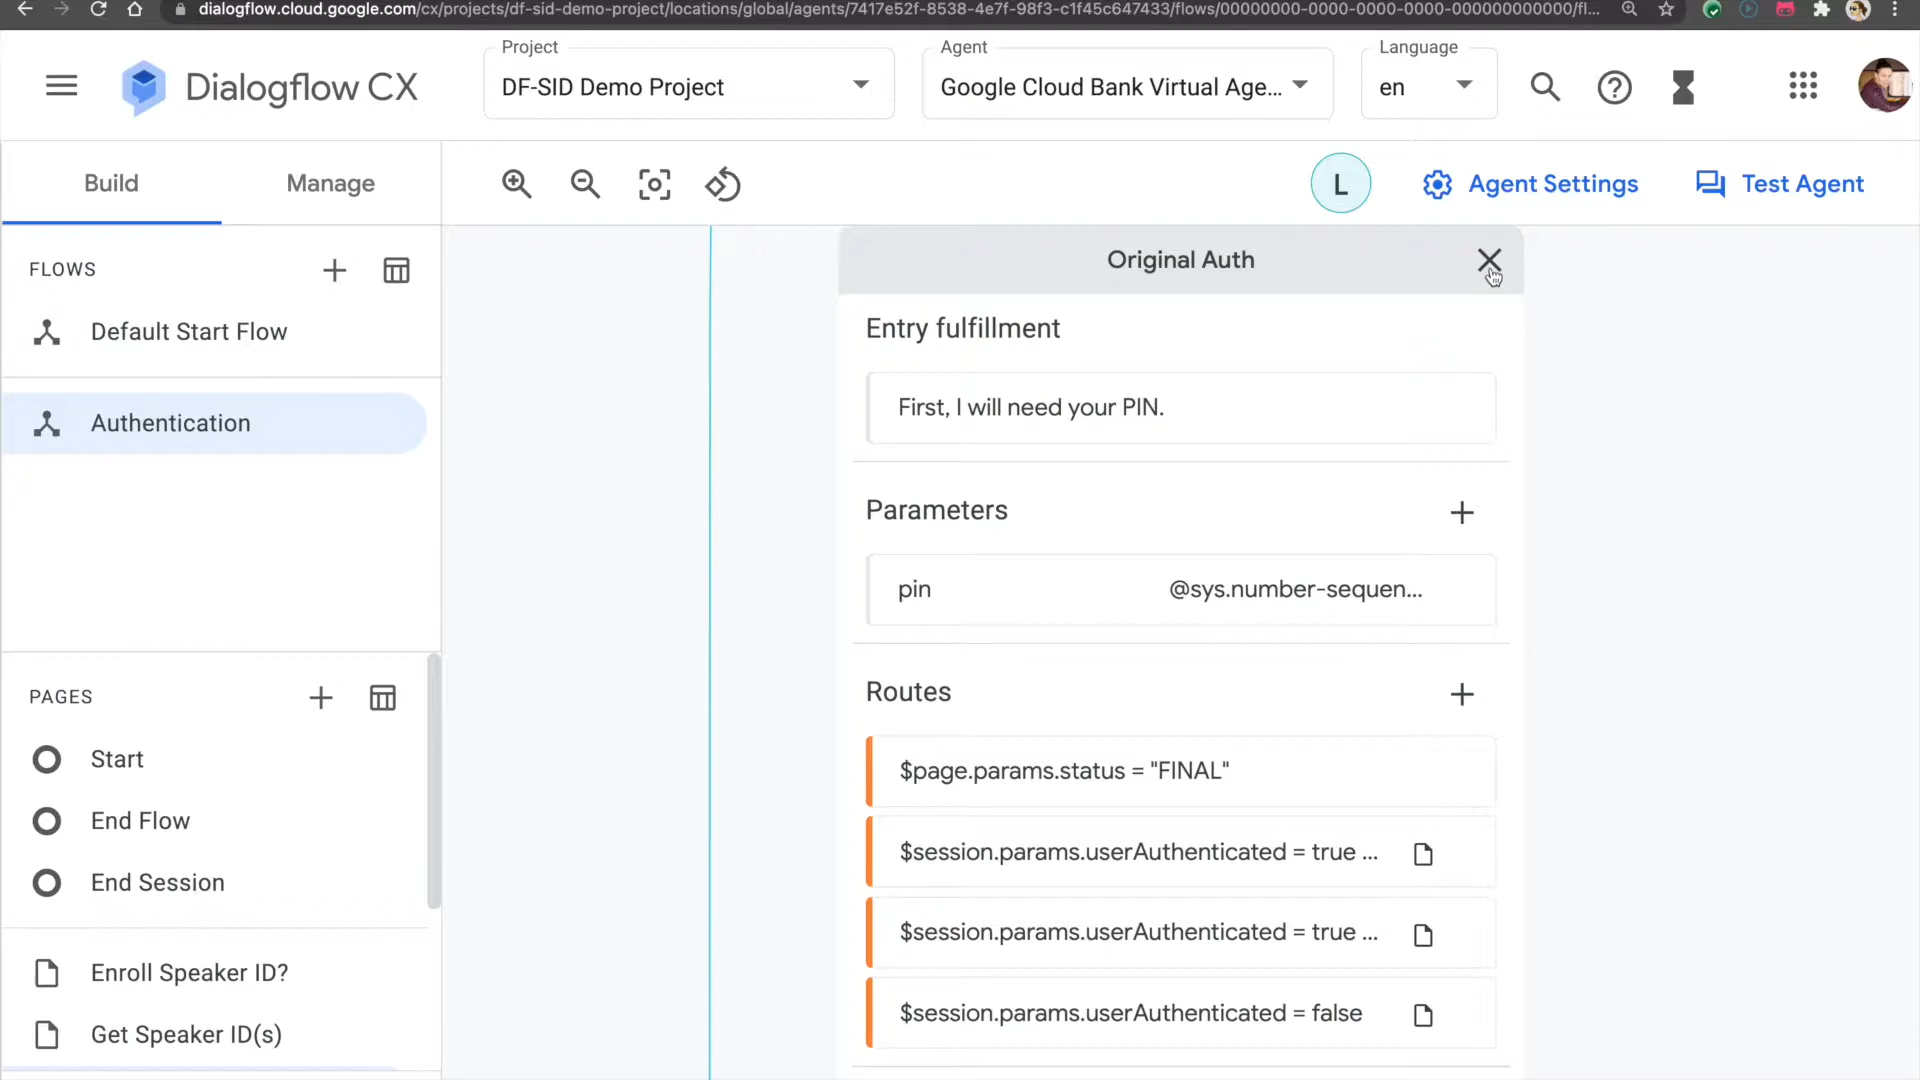 dialogflow.cloud.google.com/cx/projects/df-sid-demo-project/locations/global/agents/7417e52f-8538-4e7f-98f3-c1f45c647433/flows/00000000-0000-0000-0000-000000000000/fl...
Dialogflow CX
Project
DF-SID Demo Project
Agent
Google Cloud Bank Virtual Age...
Language
en
Build
Manage
L
Agent Settings
Test Agent
FLOWS
Default Start Flow
Authentication
PAGES
Start
End Flow
End Session
Enroll Speaker ID?
Get Speaker ID(s)
Original Auth
Entry fulfillment
First, I will need your PIN.
Parameters
pin @sys.number-sequen...
Routes
$page.params.status = "FINAL"
$session.params.userAuthenticated = true ...
$session.params.userAuthenticated = true ...
$session.params.userAuthenticated = false